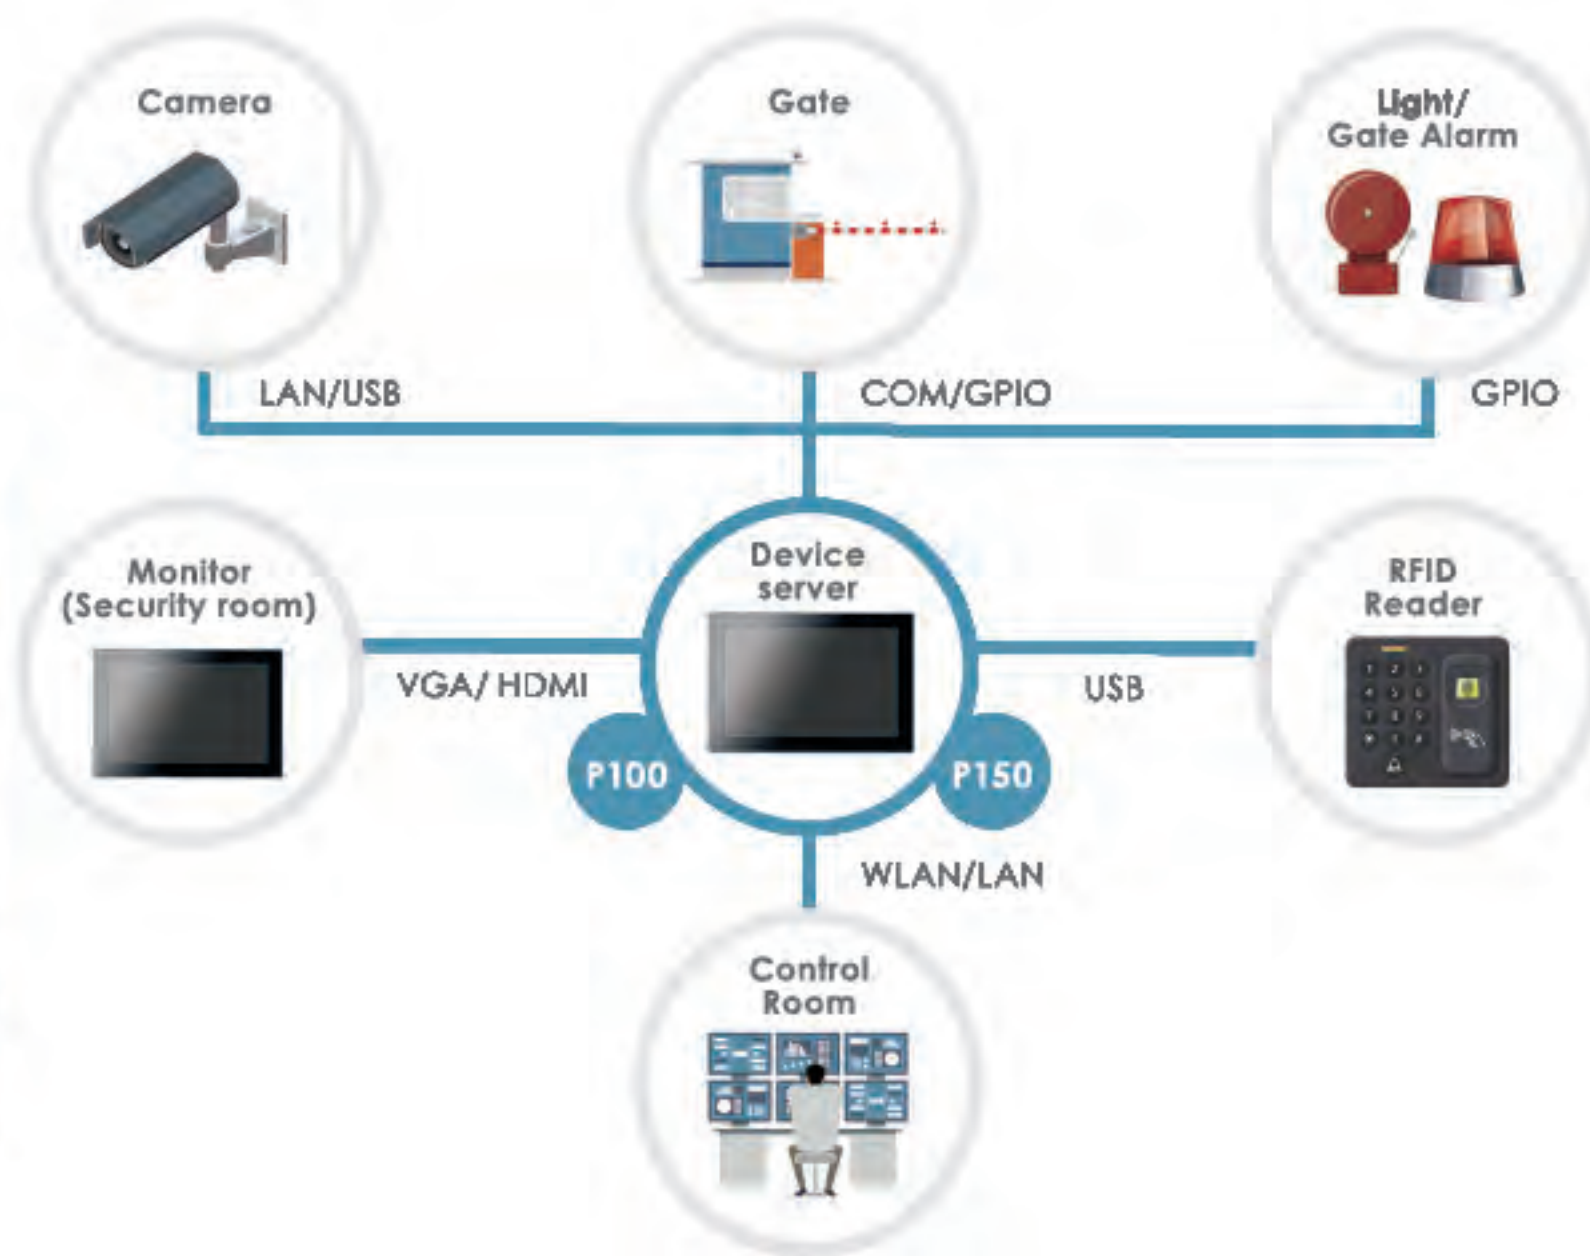 Camera
Gate
Light/
Gate Alarm
LAN/USB
COM/GPIO
GPIO
Monitor
(Security room)
Device
server
RFID
Reader
VGA/ HDMI
USB
P100
P150
WLAN/LAN
Control
Room